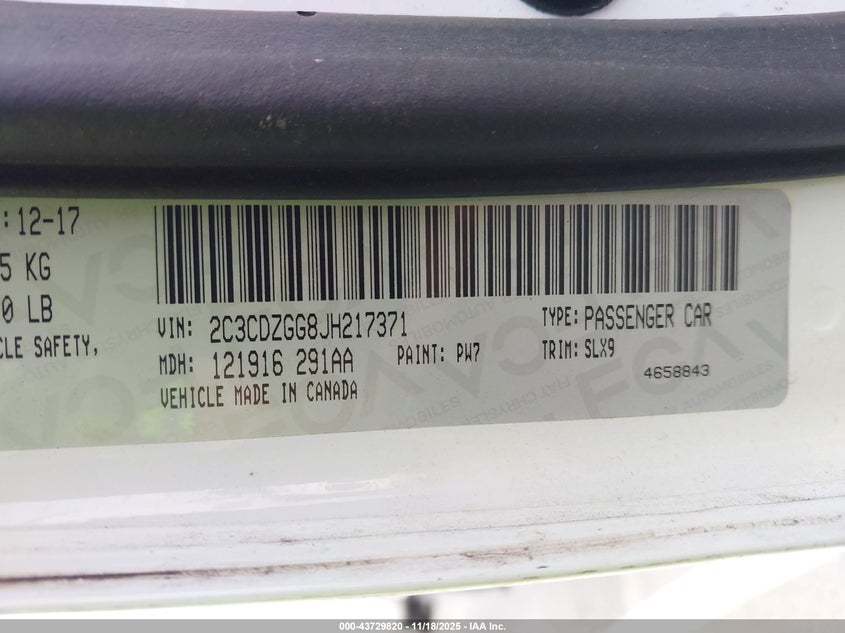 : 12-17
5 KG
0 LB
CLE SAFETY,
VIN: 2C3CDZGG8JH217371
TYPE: PASSENGER CAR
MDH: 121916 291AA
PAINT: PW7
TRIM: SLX9
VEHICLE MADE IN CANADA
4658843
000-43729820 | 11/18/2025 | IAA Inc.